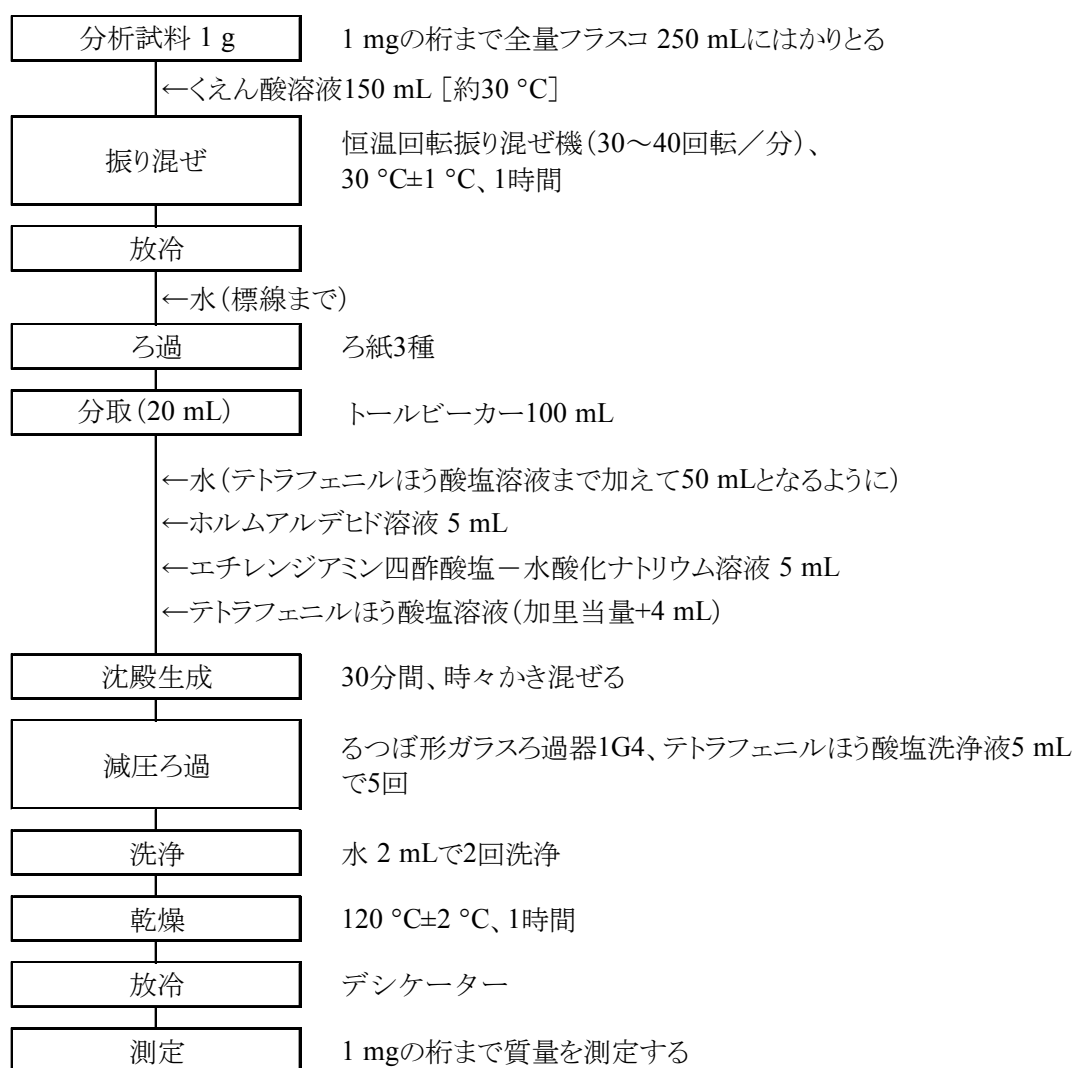 分析試料 1 g
1 mgの桁まで全量フラスコ 250 mLにはかりとる
←くえん酸溶液150 mL［約30 °C］
振り混ぜ
恒温回転振り混ぜ機（30～40回転／分）、
30 °C±1 °C、1時間
放冷
←水（標線まで）
ろ過
ろ紙3種
分取（20 mL）
トールビーカー100 mL
←水（テトラフェニルほう酸塩溶液まで加えて50 mLとなるように）
←ホルムアルデヒド溶液 5 mL
←エチレンジアミン四酢酸塩－水酸化ナトリウム溶液 5 mL
←テトラフェニルほう酸塩溶液（加里当量+4 mL）
沈殿生成
30分間、時々かき混ぜる
減圧ろ過
るつぼ形ガラスろ過器1G4、テトラフェニルほう酸塩洗浄液5 mL
で5回
洗浄
水 2 mLで2回洗浄
乾燥
120 °C±2 °C、1時間
放冷
デシケーター
測定
1 mgの桁まで質量を測定する